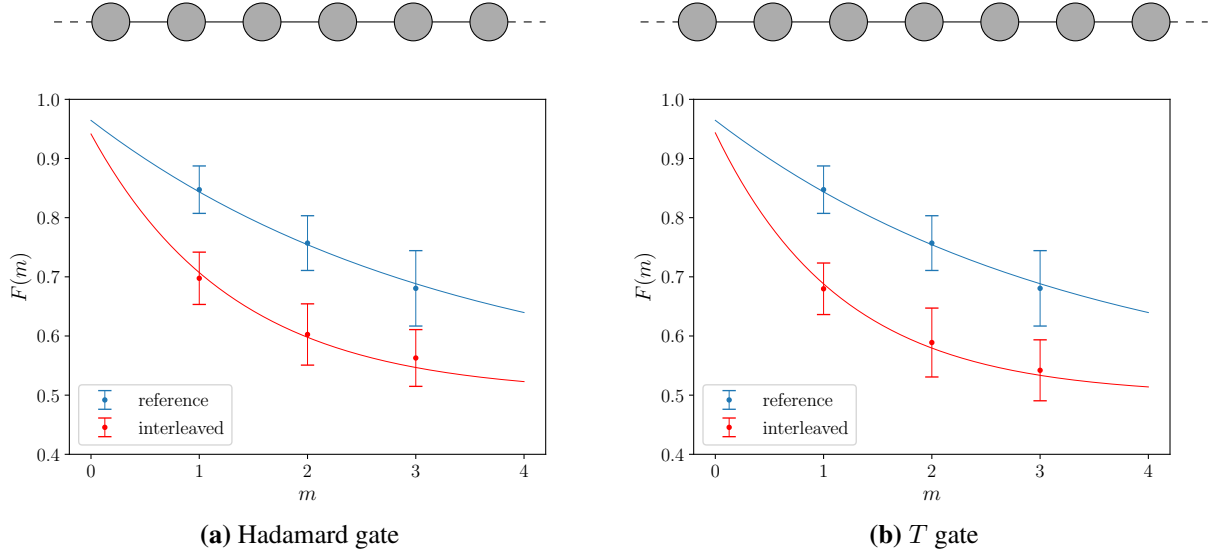 1.0
0.9
0.8
0.7
0.6
0.5
0.4
F(m)
reference
interleaved
0 1 2 3 4
m
(a) Hadamard gate
1.0
0.9
0.8
0.7
0.6
0.5
0.4
F(m)
reference
interleaved
0 1 2 3 4
m
(b) T gate